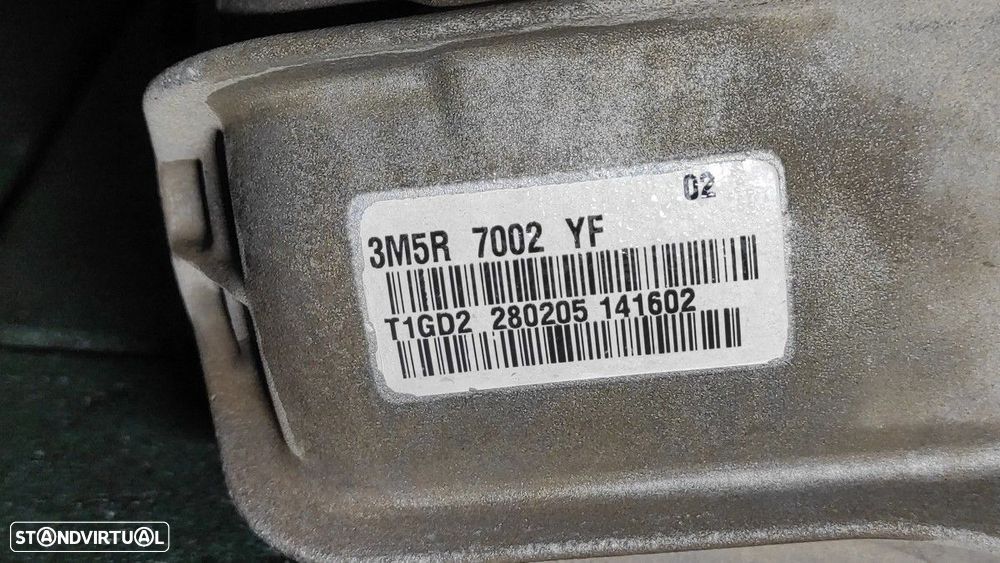 02
3M5R 7002 YF
T1GD2 280205 141602
STANDVIRTUAL